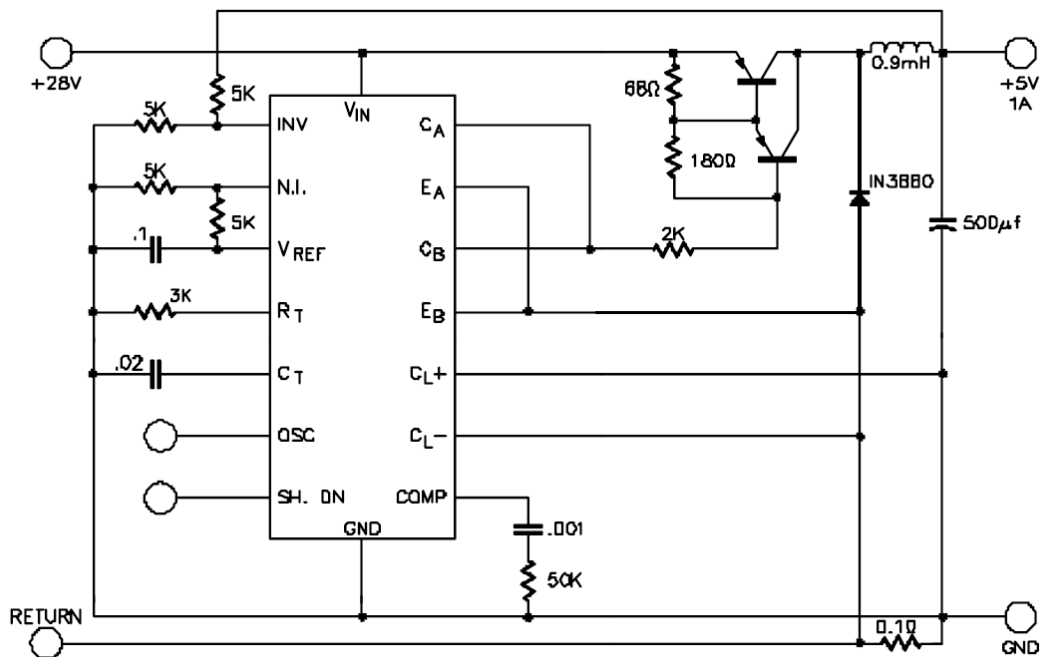 +28V
5K
5K
0.9mH
+5V
1A
68Ω
180Ω
IN3880
500µf
VIN
INV
CA
5K
N.I.
EA
5K
.1
VREF
CB
2K
3K
RT
EB
.02
CT
CL+
OSC
CL−
SH. DN
COMP
GND
.001
50K
RETURN
0.1Ω
GND